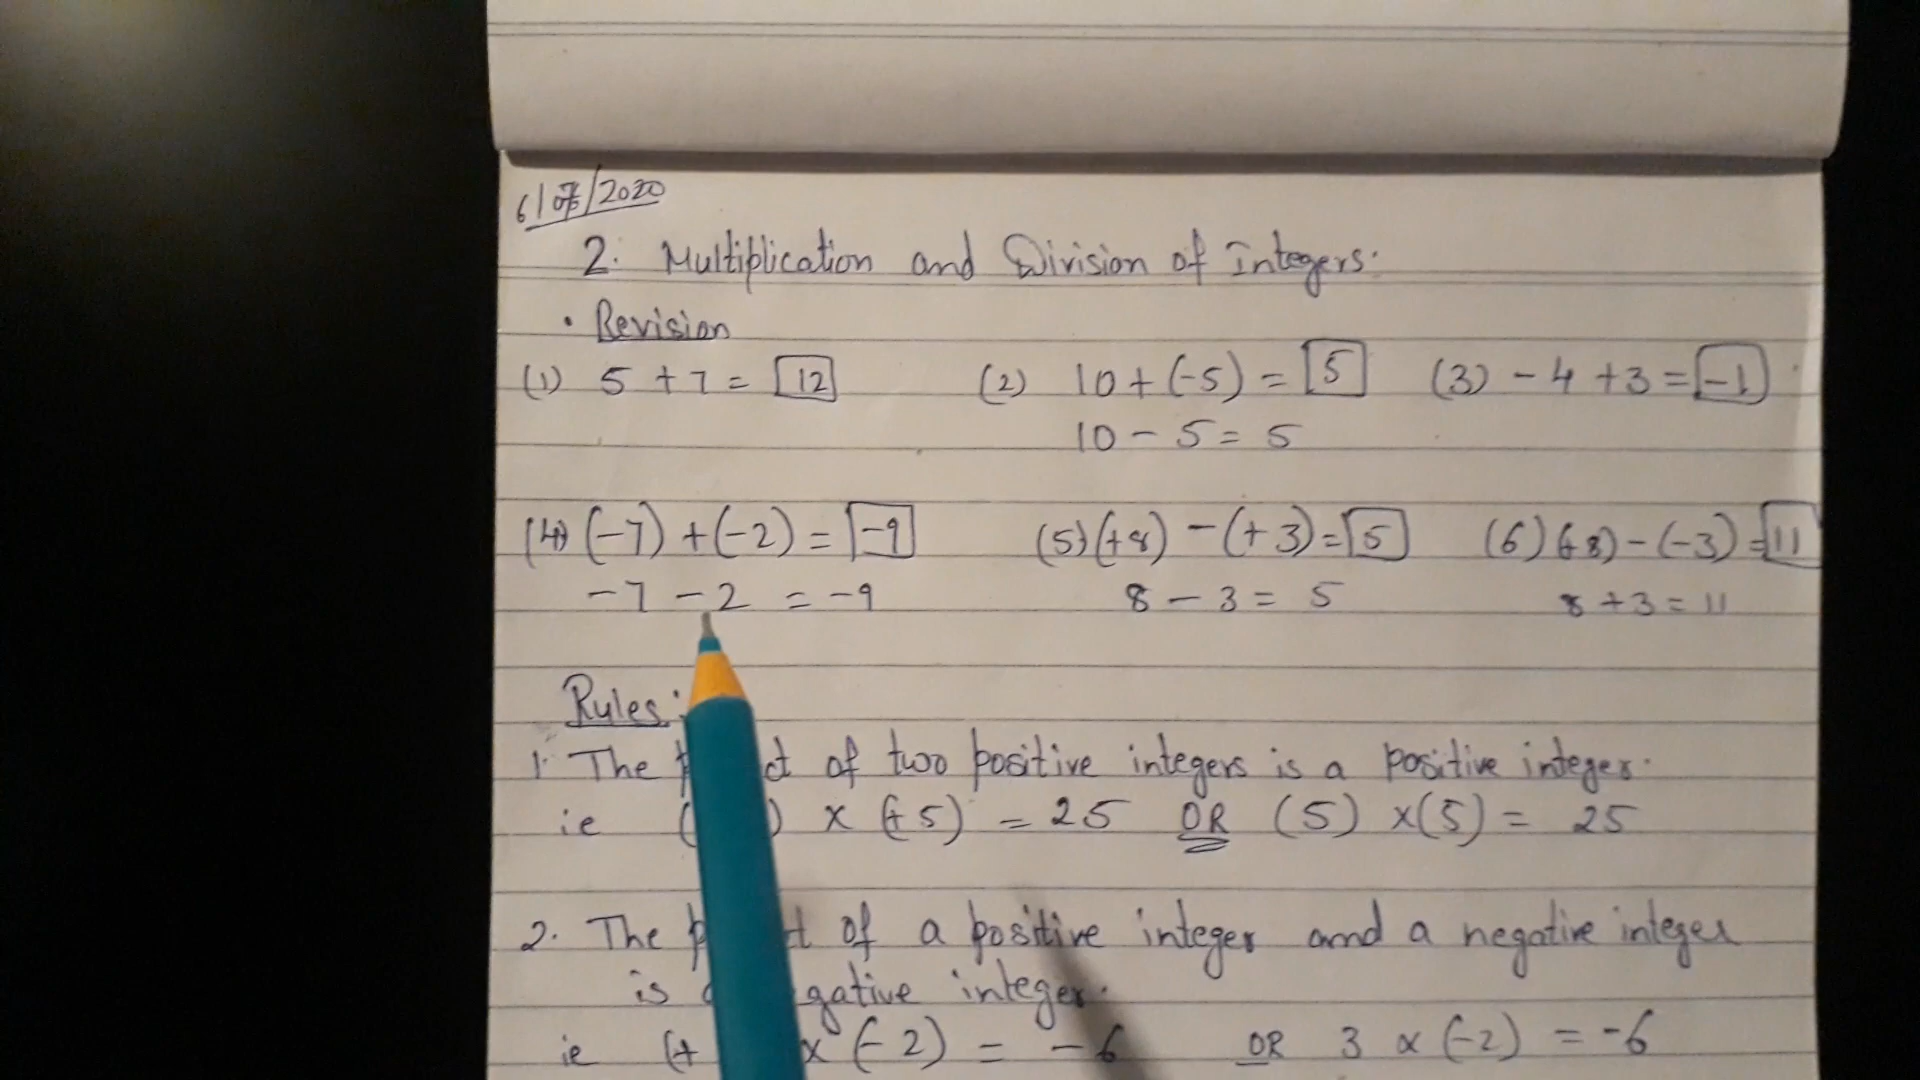 6/07/2020
2. Multiplication and Division of Integers.
• Revision
(1) 5 + 7 = 12 (2) 10 + (-5) = 5 (3) - 4 + 3 = -1
10 - 5 = 5
(4) (-7) + (-2) = -9 (5) (+8) - (+3) = 5 (6) (+8) - (-3) = 11
-7 - 2 = -9 8 - 3 = 5 8 + 3 = 11
Rules:
1. The of two positive integers is a positive integer.
ie ( ) x (+5) = 25 OR (5) x (5) = 25
2. The of a positive integer and a negative integer
is integer.
ie (+ x (-2) = -6 OR 3 x (-2) = -6